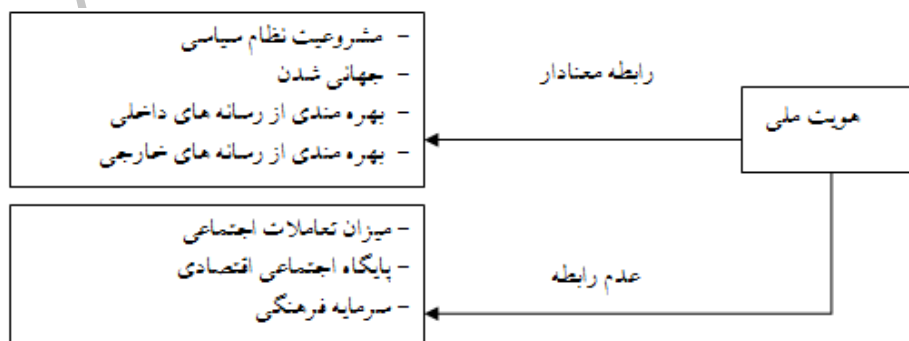 هویت ملی
رابطه معنادار
- مشروعیت نظام سیاسی
- جهانی شدن
- بهره مندی از رسانه های داخلی
- بهره مندی از رسانه های خارجی
عدم رابطه
- میزان تعاملات اجتماعی
- پایگاه اجتماعی اقتصادی
- سرمایه فرهنگی